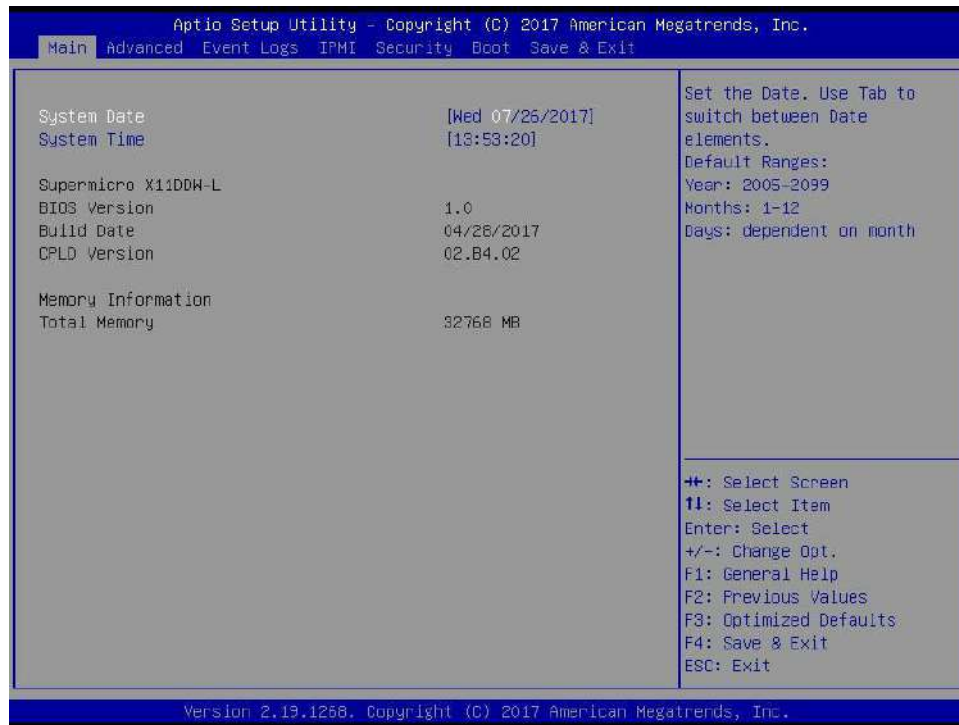 Aptio Setup Utility - Copyright (C) 2017 American Megatrends, Inc.
Main Advanced Event Logs IPMI Security Boot Save & Exit
System Date [Wed 07/26/2017]
System Time [13:53:20]
Supermicro X11DDW-L
BIOS Version 1.0
Build Date 04/28/2017
CPLD Version 02.B4.02
Memory Information
Total Memory 32768 MB
Set the Date. Use Tab to
switch between Date
elements.
Default Ranges:
Year: 2005-2099
Months: 1-12
Days: dependent on month
→←: Select Screen
↑↓: Select Item
Enter: Select
+/-: Change Opt.
F1: General Help
F2: Previous Values
F3: Optimized Defaults
F4: Save & Exit
ESC: Exit
Version 2.19.1268. Copyright (C) 2017 American Megatrends, Inc.